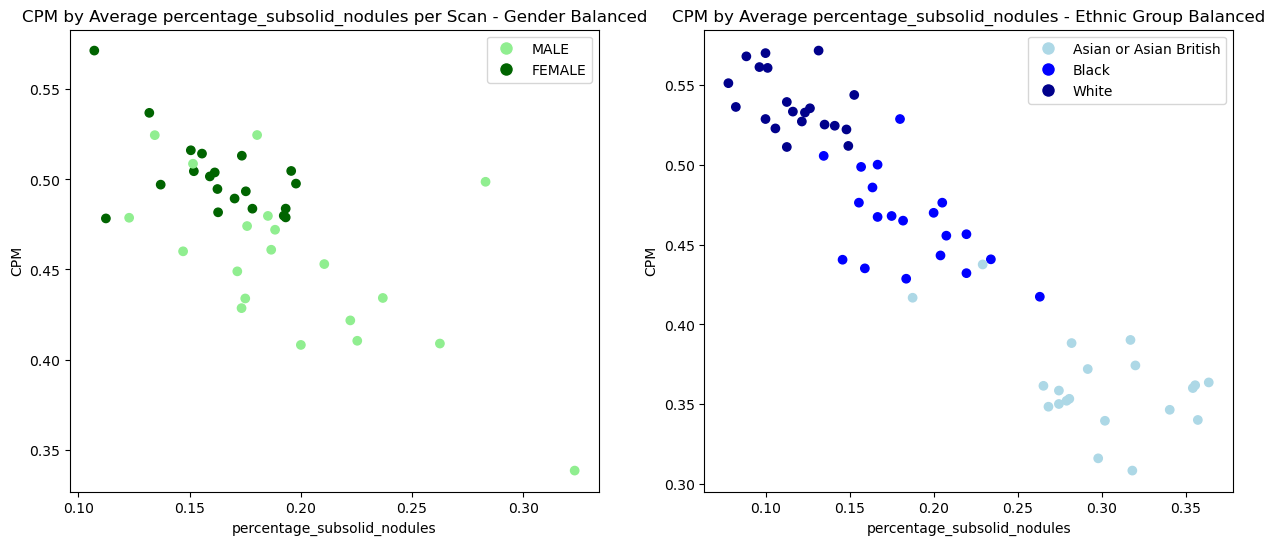 CPM by Average percentage_subsolid_nodules per Scan - Gender Balanced
MALE
FEMALE
CPM
0.55
0.50
0.45
0.40
0.35
0.10 0.15 0.20 0.25 0.30
percentage_subsolid_nodules
CPM by Average percentage_subsolid_nodules - Ethnic Group Balanced
Asian or Asian British
Black
White
CPM
0.55
0.50
0.45
0.40
0.35
0.30
0.10 0.15 0.20 0.25 0.30 0.35
percentage_subsolid_nodules